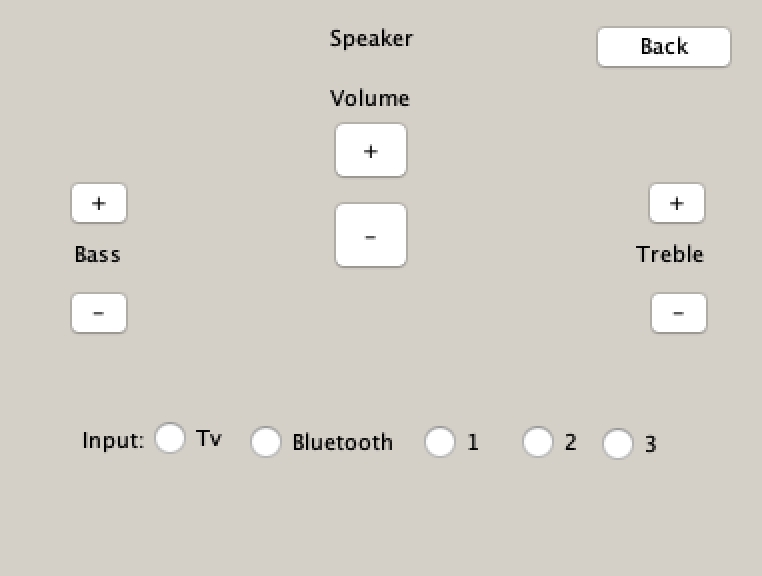 Speaker
Back
Volume
+
+
+
-
Bass
Treble
-
-
Input: Tv Bluetooth 1 2 3